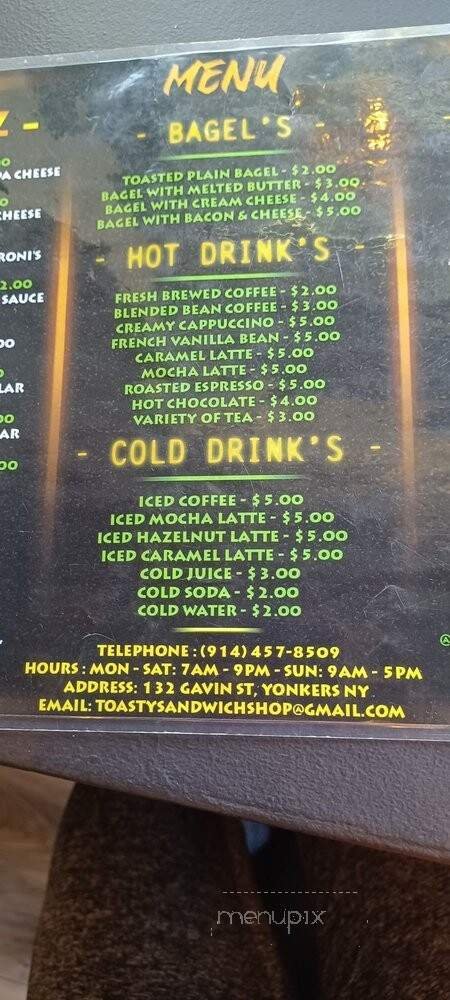 MENU
- BAGEL'S -
TOASTED PLAIN BAGEL - $2.00
BAGEL WITH MELTED BUTTER - $3.00
BAGEL WITH CREAM CHEESE - $4.00
BAGEL WITH BACON & CHEESE - $5.00
- HOT DRINK'S -
FRESH BREWED COFFEE - $2.00
BLENDED BEAN COFFEE - $3.00
CREAMY CAPPUCCINO - $5.00
FRENCH VANILLA BEAN - $5.00
CARAMEL LATTE - $5.00
MOCHA LATTE - $5.00
ROASTED ESPRESSO - $5.00
HOT CHOCOLATE - $4.00
VARIETY OF TEA - $3.00
- COLD DRINK'S -
ICED COFFEE - $5.00
ICED MOCHA LATTE - $5.00
ICED HAZELNUT LATTE - $5.00
ICED CARAMEL LATTE - $5.00
COLD JUICE - $3.00
COLD SODA - $2.00
COLD WATER - $2.00
TELEPHONE : (914) 457-8509
HOURS : MON - SAT: 7AM - 9PM - SUN: 9AM - 5PM
ADDRESS: 132 GAVIN ST, YONKERS NY
EMAIL: TOASTYSANDWICHSHOP@GMAIL.COM
CHEESE
CHEESE
SAUCE
menupix